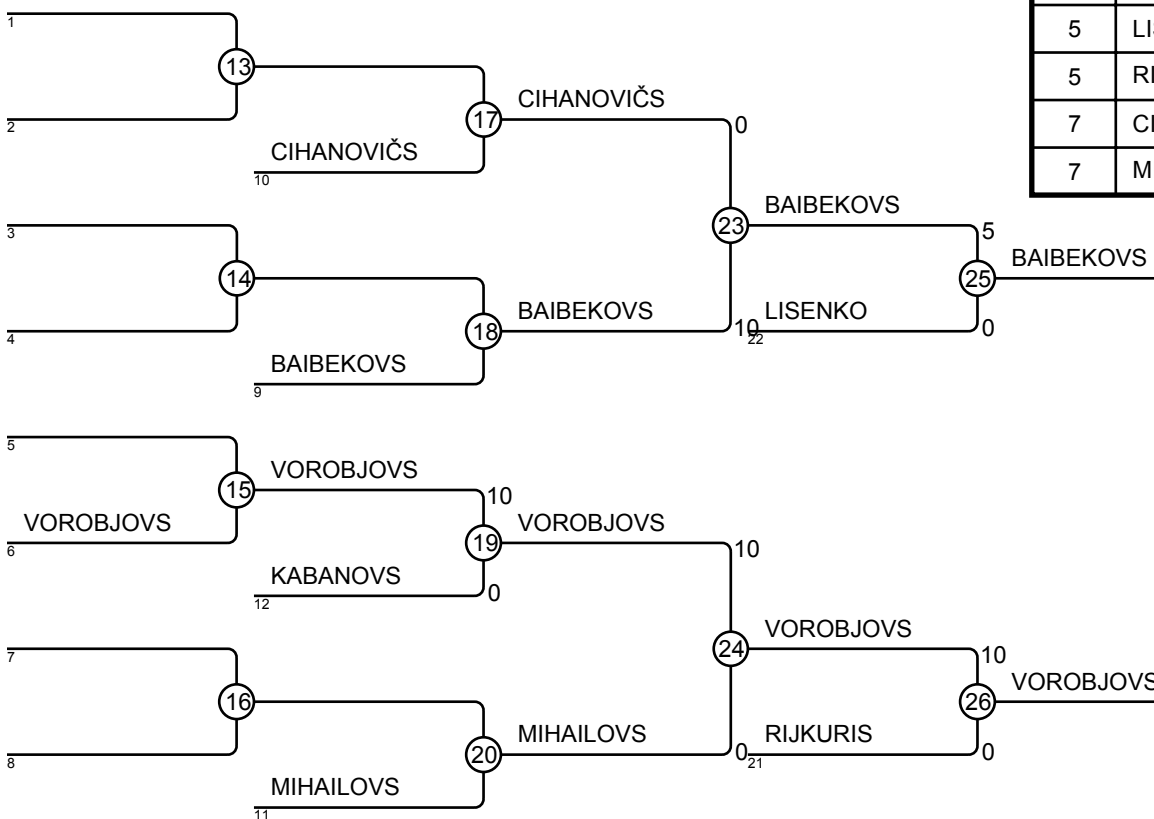 1
13
2
CIHANOVIČS
17
0
CIHANOVIČS
10
3
14
4
BAIBEKOVS
18
10
BAIBEKOVS
9
23
BAIBEKOVS
5
25
BAIBEKOVS
LISENKO
22
0
5
15
VOROBJOVS
6
VOROBJOVS
10
19
VOROBJOVS
10
KABANOVS
12
0
7
16
8
20
MIHAILOVS
0
MIHAILOVS
11
24
VOROBJOVS
10
26
VOROBJOVS
RIJKURIS
21
0
5
5
7
7